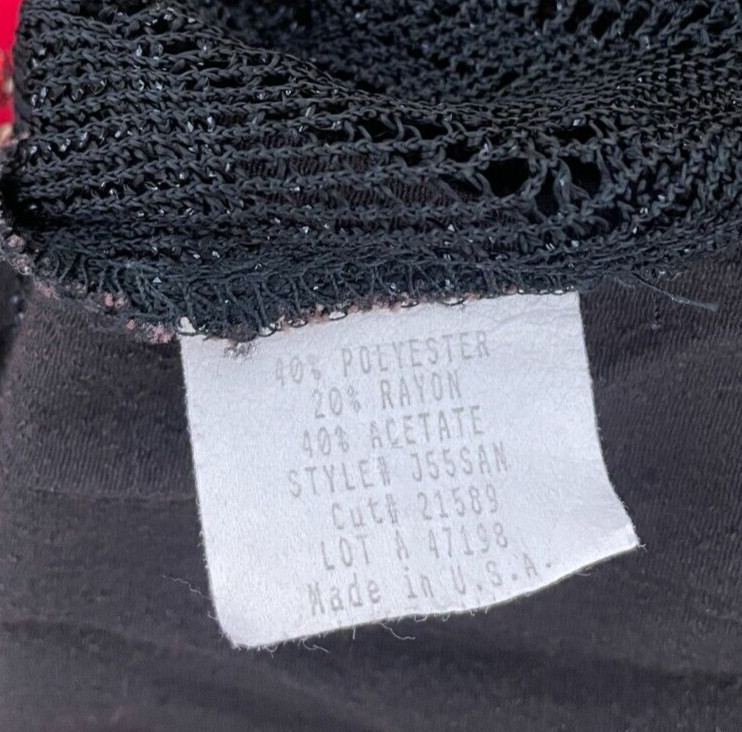 40% POLYESTER
20% RAYON
40% ACETATE
STYLE# J55SAN
Cut# 21589
LOT A 47198
Made in U.S.A.